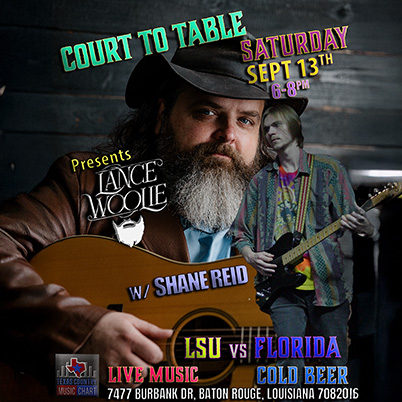 COURT TO TABLE
SATURDAY
SEPT 13TH
6-8PM
Presents
LANCE
WOOLIE
W/ SHANE REID
LSU VS FLORIDA
LIVE MUSIC
COLD BEER
TEXAS COUNTRY
MUSIC CHART
7477 BURBANK DR, BATON ROUGE, LOUISIANA 7082016